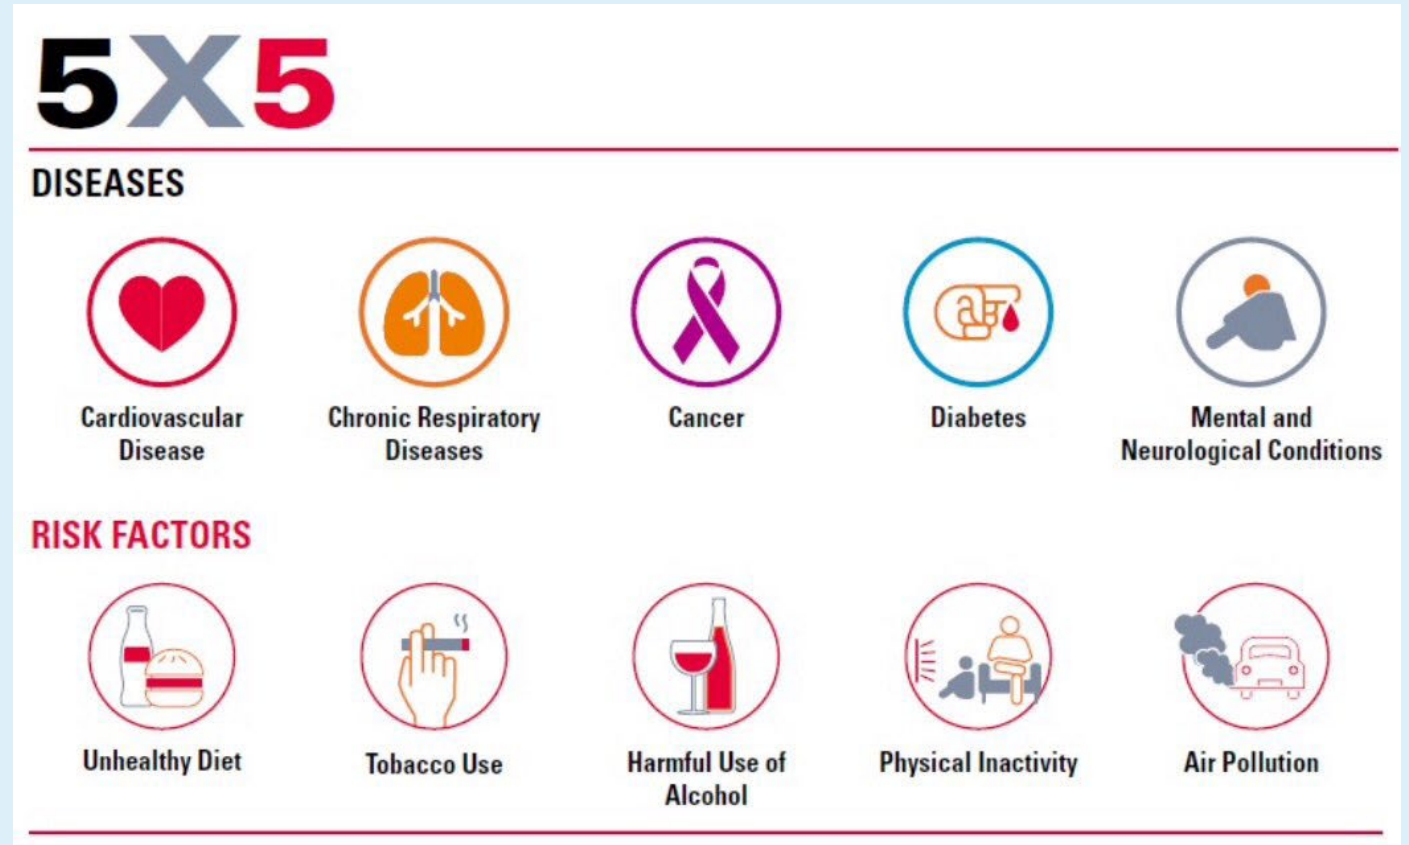 5X5
DISEASES
Cardiovascular
Disease
Chronic Respiratory
Diseases
Cancer
Diabetes
Mental and
Neurological Conditions
RISK FACTORS
Unhealthy Diet
Tobacco Use
Harmful Use of
Alcohol
Physical Inactivity
Air Pollution